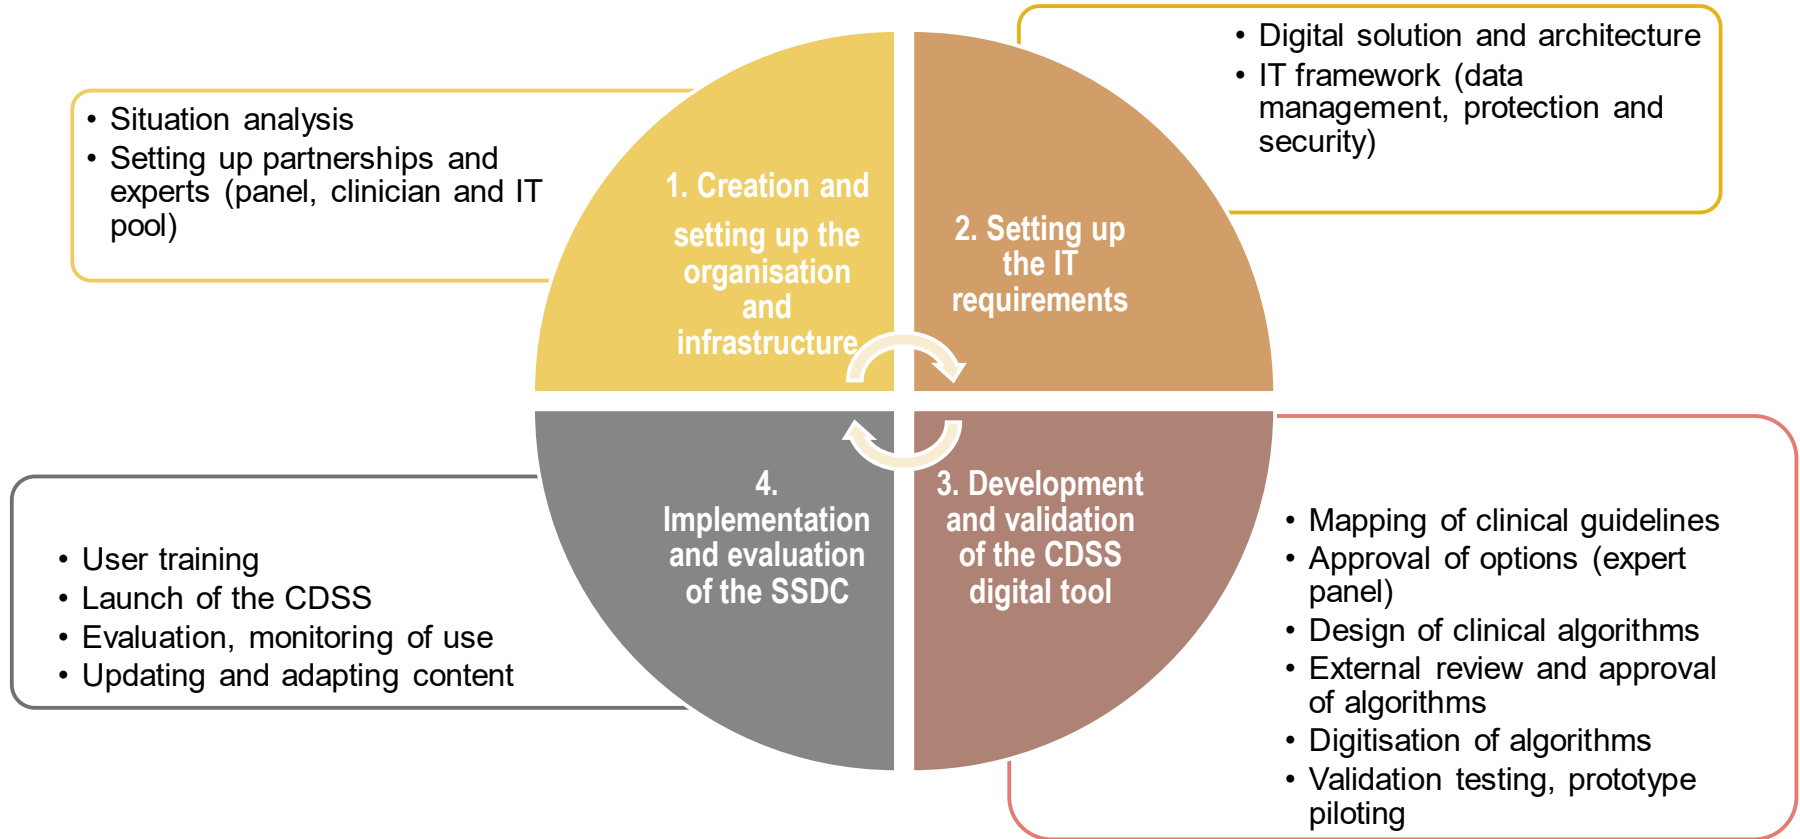 • Situation analysis
• Setting up partnerships and
experts (panel, clinician and IT
pool)
1. Creation and
setting up the
organisation
and
infrastructure
• Digital solution and architecture
• IT framework (data
management, protection and
security)
2. Setting up
the IT
requirements
3. Development
and validation
of the CDSS
digital tool
• Mapping of clinical guidelines
• Approval of options (expert
panel)
• Design of clinical algorithms
• External review and approval
of algorithms
• Digitisation of algorithms
• Validation testing, prototype
piloting
4.
Implementation
and evaluation
of the SSDC
• User training
• Launch of the CDSS
• Evaluation, monitoring of use
• Updating and adapting content